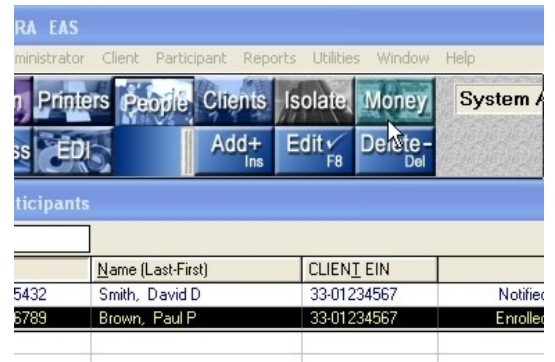 RA EAS
ministrator Client Participant Reports Utilities Window Help
n Printers People Clients Isolate Money System A
ss EDI Add+ Ins Edit✓ F8 Delete- Del
ticipants
Name (Last-First) CLIENT EIN
5432 Smith, David D 33-01234567 Notified
6789 Brown, Paul P 33-01234567 Enrolled